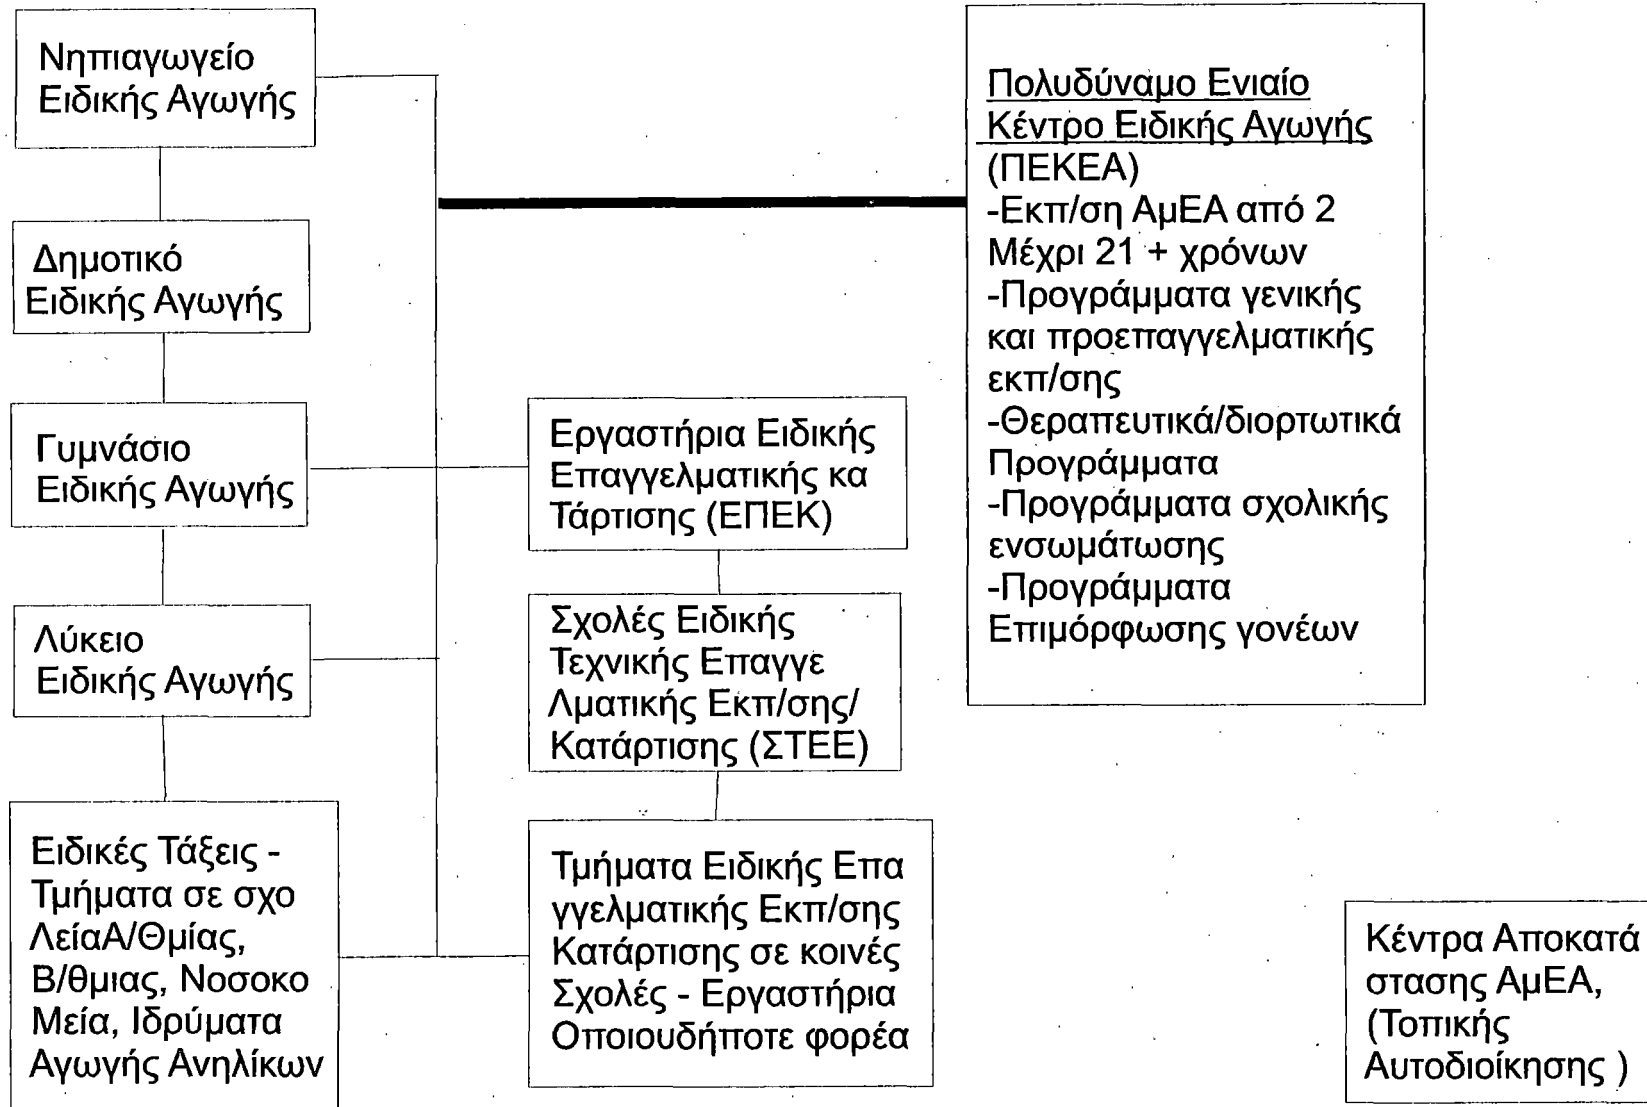 Νηπιαγωγείο
Ειδικής Αγωγής
Δημοτικό
Ειδικής Αγωγής
Γυμνάσιο
Ειδικής Αγωγής
Λύκειο
Ειδικής Αγωγής
Ειδικές Τάξεις -
Τμήματα σε σχο
ΛείαΑ/Θμίας,
Β/θμιας, Νοσοκο
Μεία, Ιδρύματα
Αγωγής Ανηλίκων
Εργαστήρια Ειδικής
Επαγγελματικής κα
Τάρτισης (ΕΠΕΚ)
Σχολές Ειδικής
Τεχνικής Επαγγε
Λματικής Εκπ/σης/
Κατάρτισης (ΣΤΕΕ)
Τμήματα Ειδικής Επα
γγελματικής Εκπ/σης
Κατάρτισης σε κοινές
Σχολές - Εργαστήρια
Οποιουδήποτε φορέα
Πολυδύναμο Ενιαίο
Κέντρο Ειδικής Αγωγής
(ΠΕΚΕΑ)
-Εκπ/ση ΑμΕΑ από 2
Μέχρι 21 + χρόνων
-Προγράμματα γενικής
και προεπαγγελματικής
εκπ/σης
-Θεραπευτικά/διορτωτικά
Προγράμματα
-Προγράμματα σχολικής
ενσωμάτωσης
-Προγράμματα
Επιμόρφωσης γονέων
Κέντρα Αποκατά
στασης ΑμΕΑ,
(Τοπικής
Αυτοδιοίκησης )